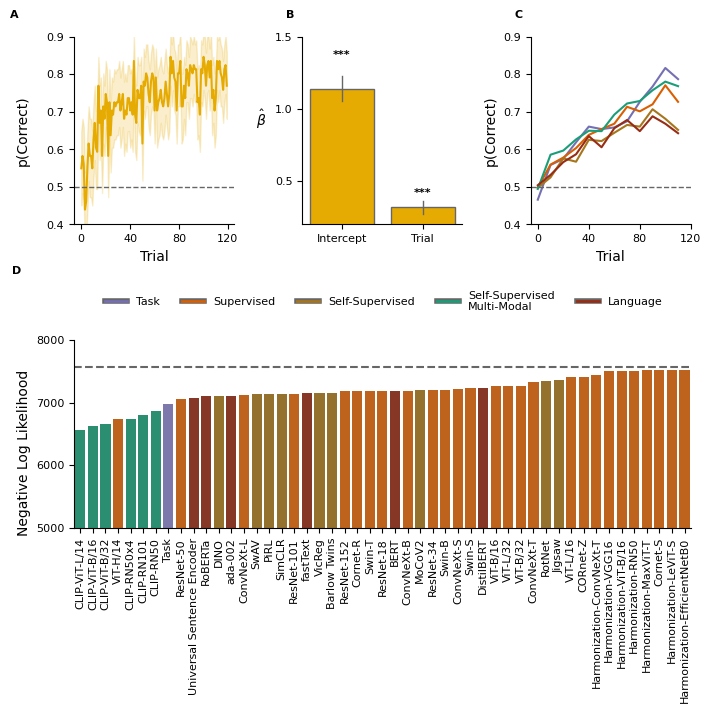 A
B
C
0.9
0.8
0.7
0.6
0.5
0.4
p(Correct)
0
40
80
120
Trial
1.5
1.0
0.5
β̂
***
***
Intercept
Trial
0.9
0.8
0.7
0.6
0.5
0.4
p(Correct)
0
40
80
120
Trial
D
Task
Supervised
Self-Supervised
Self-Supervised
Multi-Modal
Language
8000
7000
6000
5000
Negative Log Likelihood
CLIP-ViT-L/14
CLIP-ViT-B/16
CLIP-ViT-B/32
ViT-H/14
CLIP-RN50x4
CLIP-RN101
CLIP-RN50
Task
ResNet-50
Universal Sentence Encoder
RoBERTa
DINO
ada-002
ConvNeXt-L
SwAV
PiRL
SimCLR
ResNet-101
fastText
VicReg
Barlow Twins
ResNet-152
Cornet-R
Swin-T
ResNet-18
BERT
ConvNeXt-B
MoCoV2
ResNet-34
Swin-B
ConvNeXt-S
Swin-S
DistilBERT
ViT-B/16
ViT-L/32
ViT-B/32
ConvNeXt-T
RotNet
Jigsaw
ViT-L/16
CORnet-Z
Harmonization-ConvNeXt-T
Harmonization-VGG16
Harmonization-ViT-B/16
Harmonization-RN50
Harmonization-MaxViT-T
Cornet-S
Harmonization-LeViT-S
Harmonization-EfficientNetB0